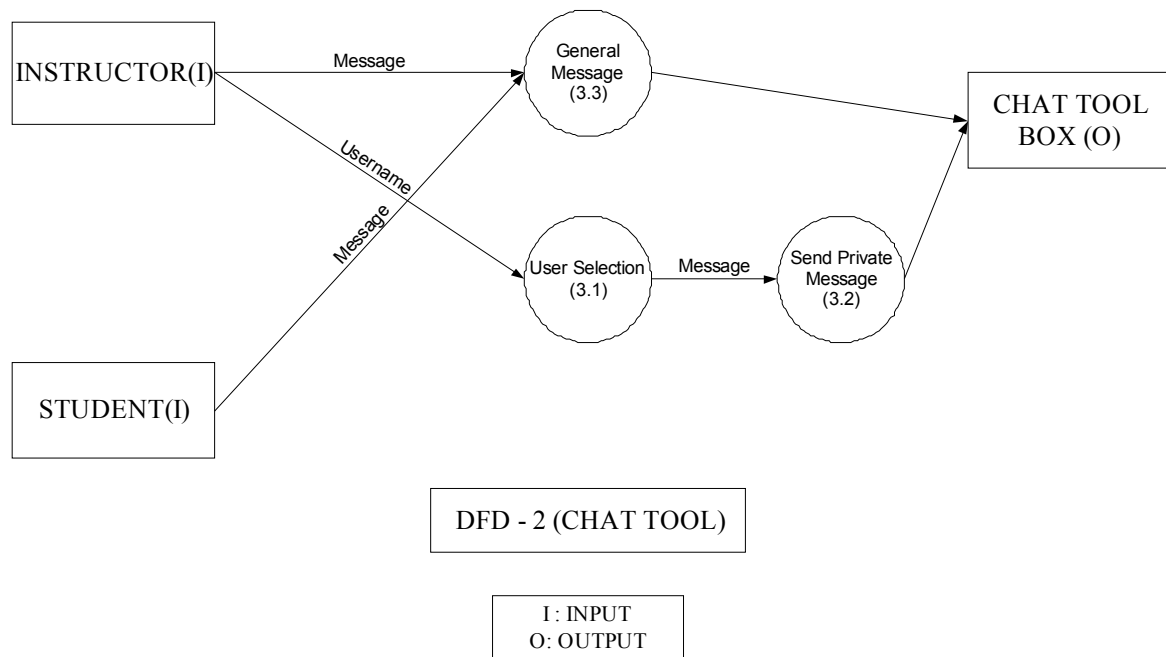 INSTRUCTOR(I)
Message
General
Message
(3.3)
CHAT TOOL
BOX (O)
Username
Message
User Selection
(3.1)
Message
Send Private
Message
(3.2)
STUDENT(I)
DFD - 2 (CHAT TOOL)
I : INPUT
O: OUTPUT